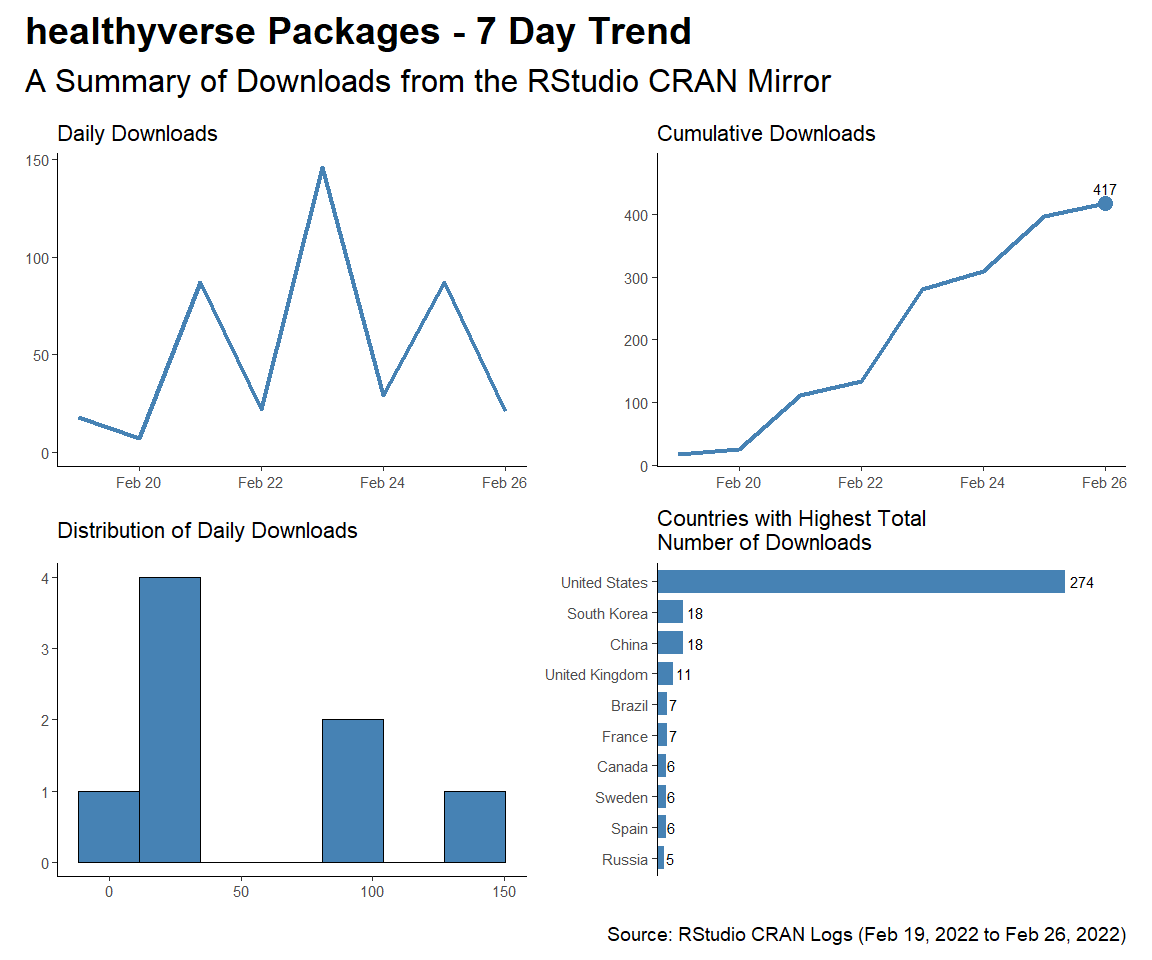 healthyverse Packages - 7 Day Trend
A Summary of Downloads from the RStudio CRAN Mirror
Daily Downloads
150
100
50
0
Feb 20
Feb 22
Feb 24
Feb 26
Cumulative Downloads
417
400
300
200
100
0
Feb 20
Feb 22
Feb 24
Feb 26
Distribution of Daily Downloads
4
3
2
1
0
0
50
100
150
Countries with Highest Total
Number of Downloads
United States 274
South Korea 18
China 18
United Kingdom 11
Brazil 7
France 7
Canada 6
Sweden 6
Spain 6
Russia 5
Source: RStudio CRAN Logs (Feb 19, 2022 to Feb 26, 2022)